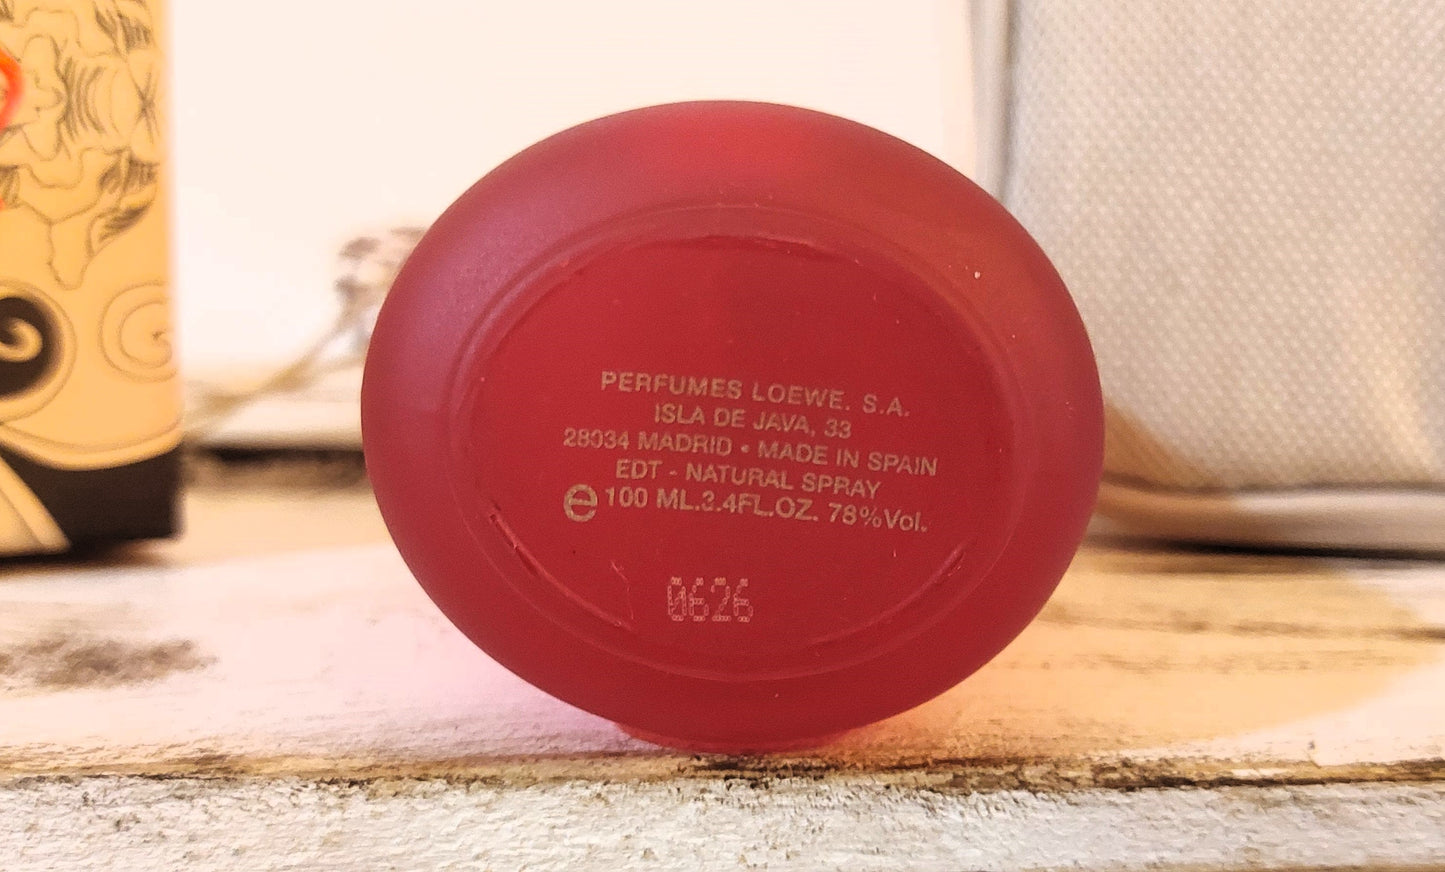 PERFUMES LOEWE. S.A.
ISLA DE JAVA, 33
28034 MADRID • MADE IN SPAIN
EDT - NATURAL SPRAY
℮ 100 ML.3.4FL.OZ. 78%Vol.
0626